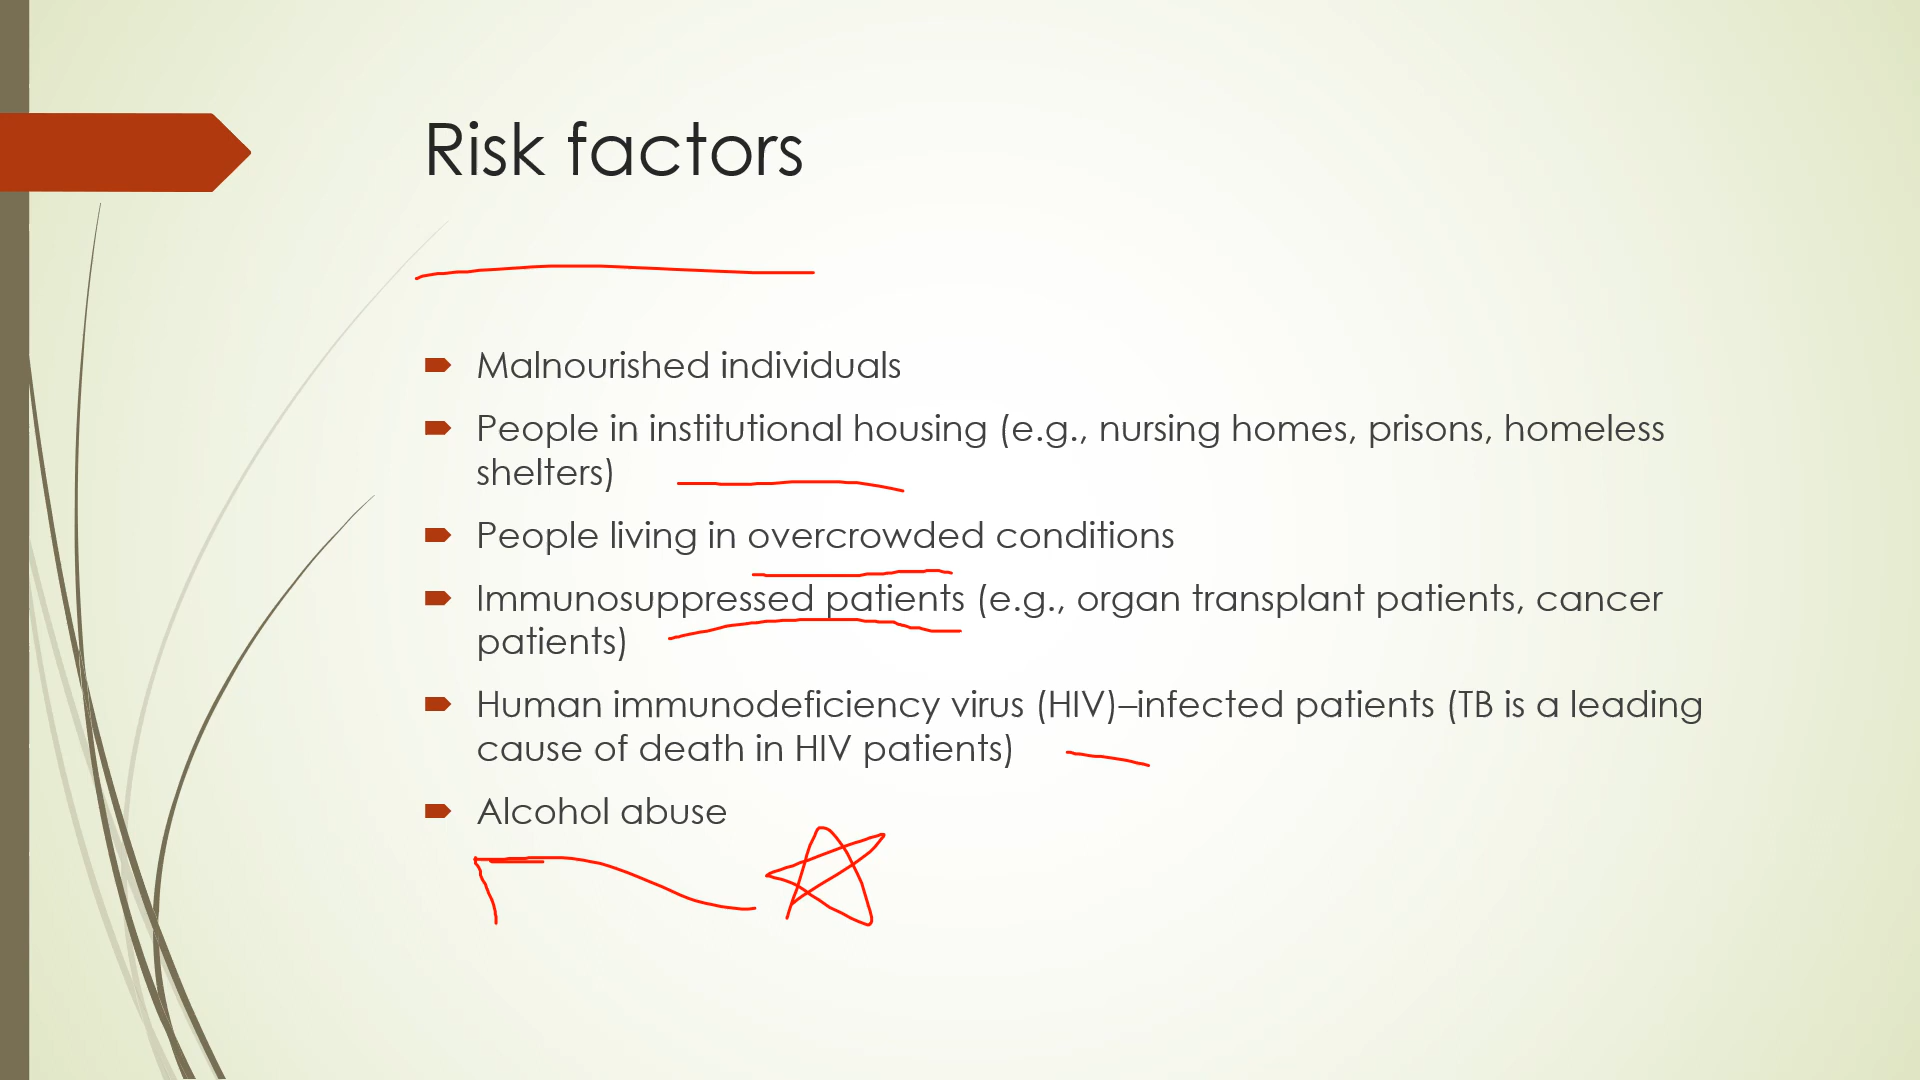 Risk factors
Malnourished individuals
People in institutional housing (e.g., nursing homes, prisons, homeless
shelters)
People living in overcrowded conditions
Immunosuppressed patients (e.g., organ transplant patients, cancer
patients)
Human immunodeficiency virus (HIV)–infected patients (TB is a leading
cause of death in HIV patients)
Alcohol abuse